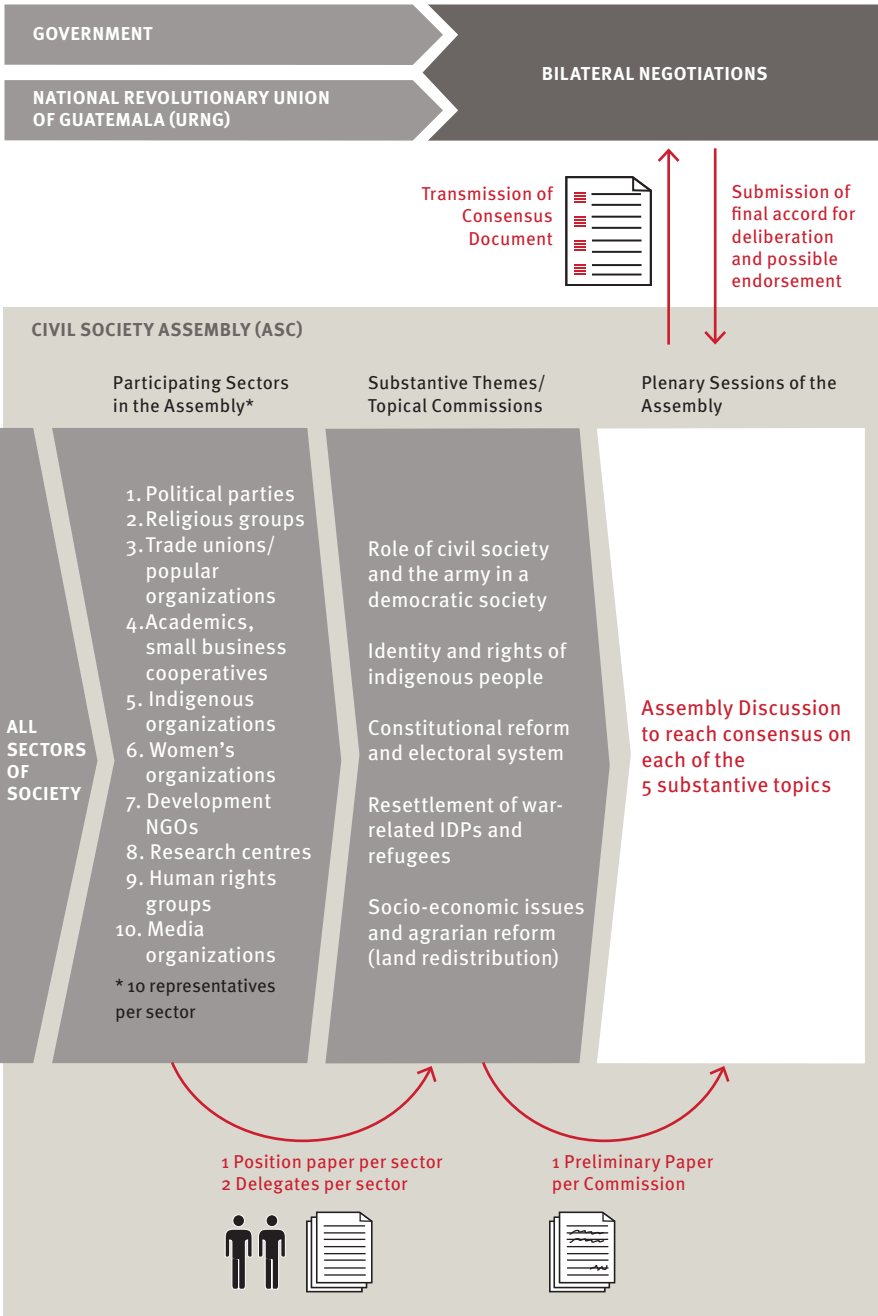 GOVERNMENT
NATIONAL REVOLUTIONARY UNION
OF GUATEMALA (URNG)
BILATERAL NEGOTIATIONS
Transmission of
Consensus
Document
Submission of
final accord for
deliberation
and possible
endorsement
CIVIL SOCIETY ASSEMBLY (ASC)
Participating Sectors
in the Assembly*
Substantive Themes/
Topical Commissions
Plenary Sessions of the
Assembly
ALL
SECTORS
OF
SOCIETY
1. Political parties
2. Religious groups
3. Trade unions/
popular
organizations
4. Academics,
small business
cooperatives
5. Indigenous
organizations
6. Women's
organizations
7. Development
NGOs
8. Research centres
9. Human rights
groups
10. Media
organizations
* 10 representatives
per sector
Role of civil society
and the army in a
democratic society
Identity and rights of
indigenous people
Constitutional reform
and electoral system
Resettlement of war-
related IDPs and
refugees
Socio-economic issues
and agrarian reform
(land redistribution)
Assembly Discussion
to reach consensus on
each of the
5 substantive topics
1 Position paper per sector
2 Delegates per sector
1 Preliminary Paper
per Commission